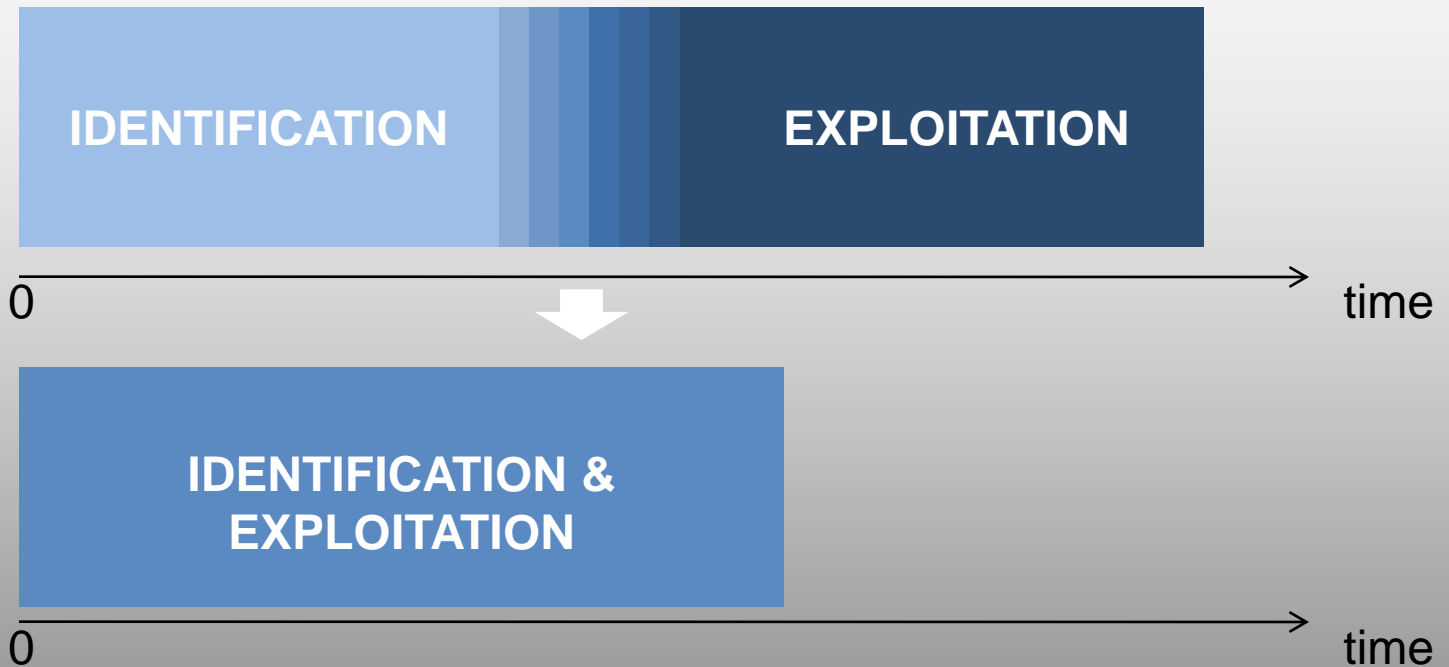 IDENTIFICATION EXPLOITATION
0 time
IDENTIFICATION &
EXPLOITATION
0 time